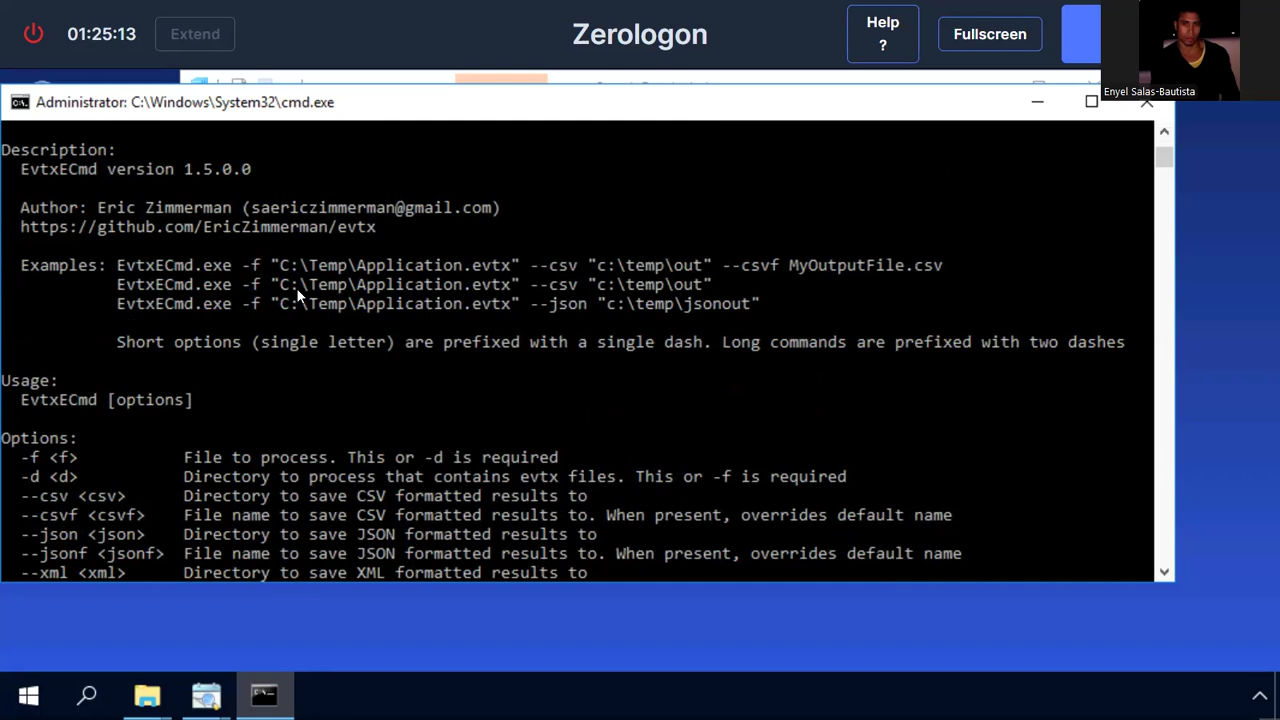 01:25:13
Extend
Zerologon
Help
?
Fullscreen
Enyel Salas-Bautista
Administrator: C:\Windows\System32\cmd.exe
Description:
EvtxECmd version 1.5.0.0
Author: Eric Zimmerman (saericzimmerman@gmail.com)
https://github.com/EricZimmerman/evtx
Examples: EvtxECmd.exe -f "C:\Temp\Application.evtx" --csv "c:\temp\out" --csvf MyOutputFile.csv
EvtxECmd.exe -f "C:\Temp\Application.evtx" --csv "c:\temp\out"
EvtxECmd.exe -f "C:\Temp\Application.evtx" --json "c:\temp\jsonout"
Short options (single letter) are prefixed with a single dash. Long commands are prefixed with two dashes
Usage:
EvtxECmd [options]
Options:
-f <f> File to process. This or -d is required
-d <d> Directory to process that contains evtx files. This or -f is required
--csv <csv> Directory to save CSV formatted results to
--csvf <csvf> File name to save CSV formatted results to. When present, overrides default name
--json <json> Directory to save JSON formatted results to
--jsonf <jsonf> File name to save JSON formatted results to. When present, overrides default name
--xml <xml> Directory to save XML formatted results to